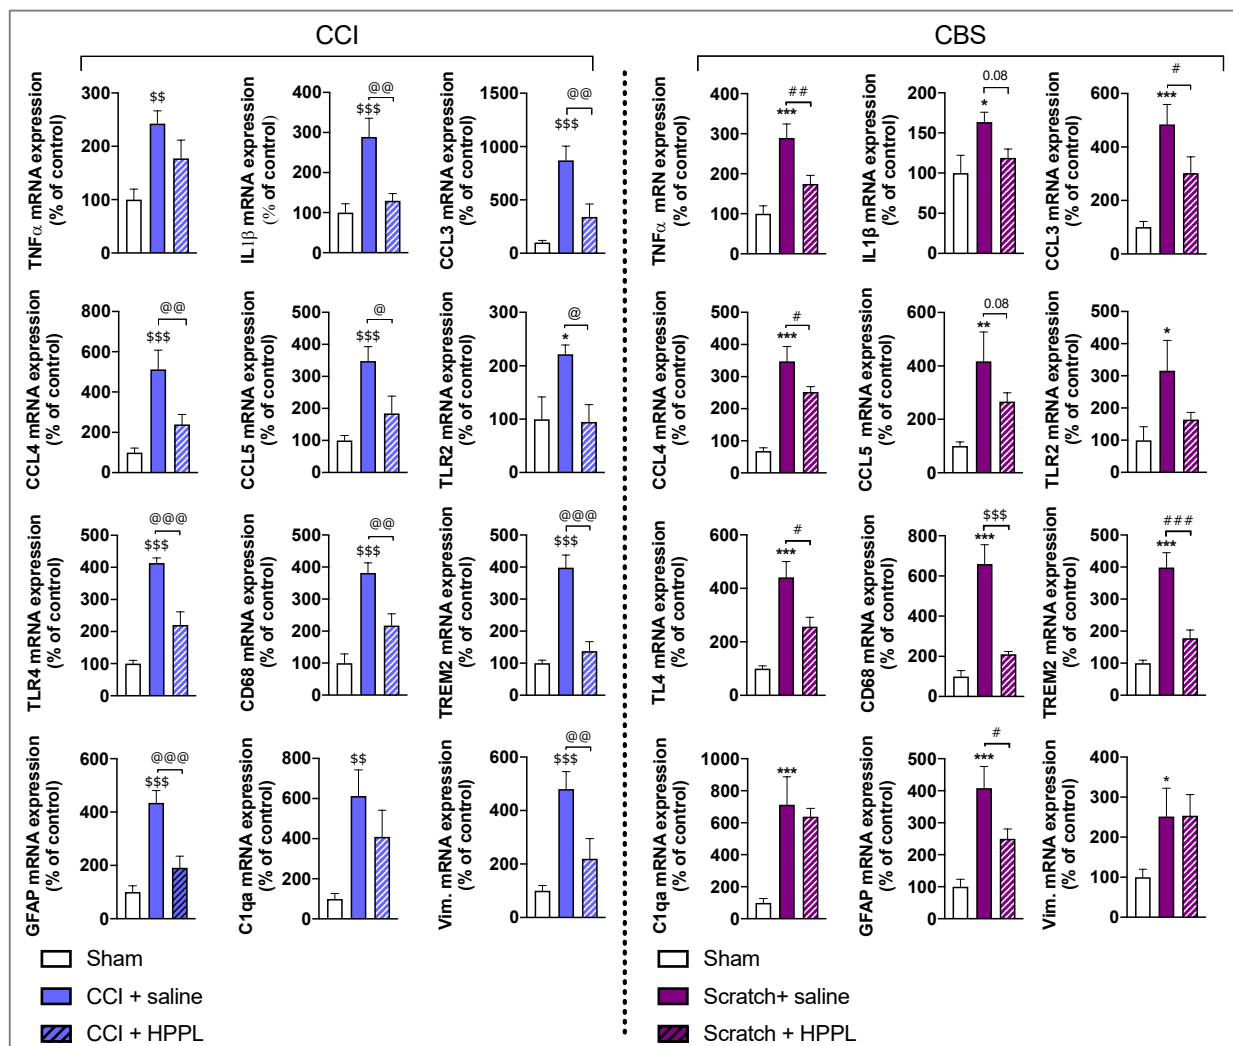 CCI
CBS
TNFα mRNA expression
(% of control)
300
200
100
0
$$
IL1β mRNA expression
(% of control)
400
300
200
100
0
$$$
@@
CCL3 mRNA expression
(% of control)
1500
1000
500
0
$$$
@@
TNFα mRN expression
(% of control)
400
300
200
100
0
***
##
IL1β mRNA expression
(% of control)
200
150
100
50
0
*
0.08
CCL3 mRNA expression
(% of control)
600
400
200
0
***
#
CCL4 mRNA expression
(% of control)
800
600
400
200
0
$$$
@@
CCL5 mRNA expression
(% of control)
500
400
300
200
100
0
$$$
@
TLR2 mRNA expression
(% of control)
300
200
100
0
*
@
CCL4 mRNA expression
(% of control)
500
400
300
200
100
0
***
#
CCL5 mRNA expression
(% of control)
600
400
200
0
**
0.08
TLR2 mRNA expression
(% of control)
500
400
300
200
100
0
*
TLR4 mRNA expression
(% of control)
500
400
300
200
100
0
$$$
@@@
CD68 mRNA expression
(% of control)
500
400
300
200
100
0
$$$
@@
TREM2 mRNA expression
(% of control)
500
400
300
200
100
0
$$$
@@@
TL4 mRNA expression
(% of control)
600
400
200
0
***
#
CD68 mRNA expression
(% of control)
800
600
400
200
0
***
$$$
TREM2 mRNA expression
(% of control)
500
400
300
200
100
0
***
###
GFAP mRNA expression
(% of control)
600
400
200
0
$$$
@@@
C1qa mRNA expression
(% of control)
800
600
400
200
0
$$
Vim. mRNA expression
(% of control)
600
400
200
0
$$$
@@
C1qa mRNA expression
(% of control)
1000
800
600
400
200
0
***
GFAP mRNA expression
(% of control)
500
400
300
200
100
0
***
#
Vim. mRNA expression
(% of control)
400
300
200
100
0
*
Sham
CCI + saline
CCI + HPPL
Sham
Scratch+ saline
Scratch + HPPL